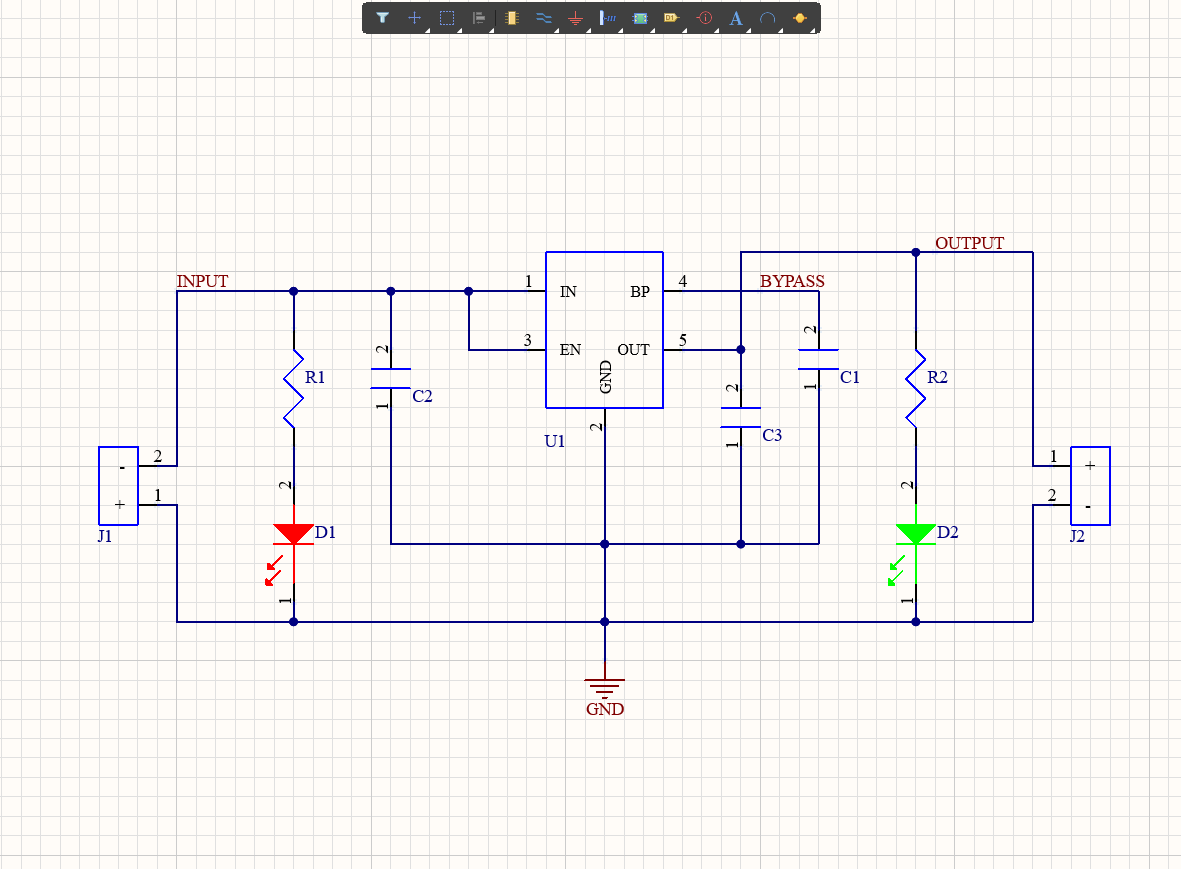 A
OUTPUT
INPUT
BYPASS
1
IN
BP
4
3
EN
OUT
5
GND
2
U1
R1
2
1
C2
2
1
C1
2
1
C3
R2
-
2
+
1
J1
2
D1
1
2
D2
1
1
+
2
-
J2
GND